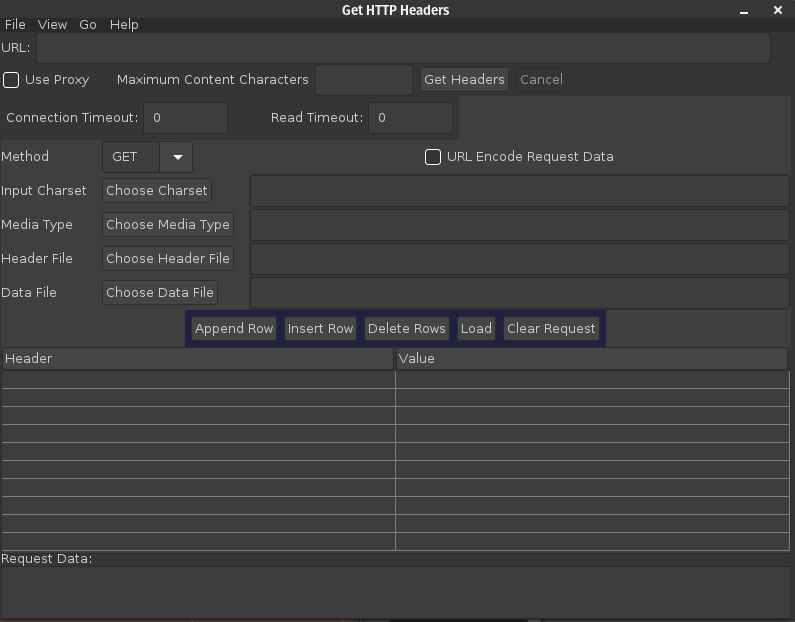 Get HTTP Headers
File View Go Help
URL:
Use Proxy Maximum Content Characters Get Headers Cancel
Connection Timeout: 0 Read Timeout: 0
Method GET URL Encode Request Data
Input Charset Choose Charset
Media Type Choose Media Type
Header File Choose Header File
Data File Choose Data File
Append Row Insert Row Delete Rows Load Clear Request
Header Value
Request Data: